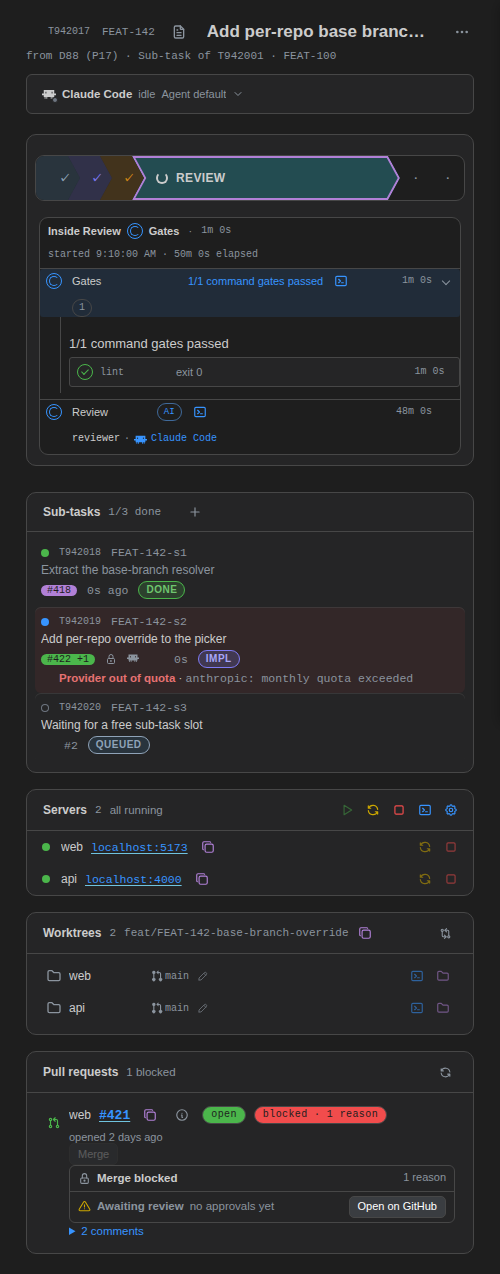 T942017 FEAT-142 Add per-repo base branc…
from D88 (P17) · Sub-task of T942001 · FEAT-100
Claude Code idle Agent default
REVIEW
Inside Review Gates · 1m 0s
started 9:10:00 AM · 50m 0s elapsed
Gates 1/1 command gates passed 1m 0s
1
1/1 command gates passed
lint exit 0 1m 0s
Review AI 48m 0s
reviewer · Claude Code
Sub-tasks 1/3 done
T942018 FEAT-142-s1
Extract the base-branch resolver
#418 0s ago DONE
T942019 FEAT-142-s2
Add per-repo override to the picker
#422 +1 0s IMPL
Provider out of quota · anthropic: monthly quota exceeded
T942020 FEAT-142-s3
Waiting for a free sub-task slot
#2 QUEUED
Servers 2 all running
web localhost:5173
api localhost:4000
Worktrees 2 feat/FEAT-142-base-branch-override
web main
api main
Pull requests 1 blocked
web #421 open blocked · 1 reason
opened 2 days ago
Merge
Merge blocked 1 reason
Awaiting review no approvals yet Open on GitHub
2 comments